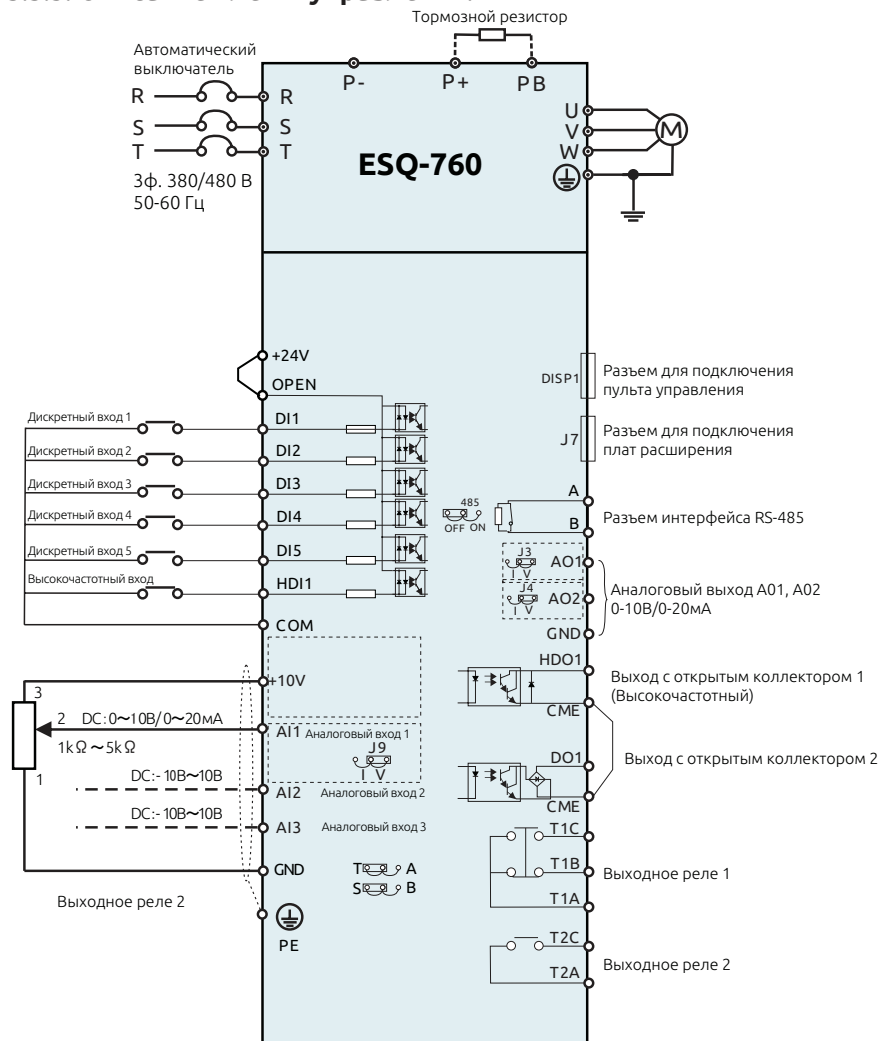 Тормозной резистор
Автоматический
выключатель
P-
P+
PB
R
R
S
S
T
T
3ф. 380/480 В
50-60 Гц
ESQ-760
U
V
W
M
+24V
OPEN
DISP1
Разъем для подключения
пульта управления
J7
Разъем для подключения
плат расширения
Дискретный вход 1
DI1
Дискретный вход 2
DI2
Дискретный вход 3
DI3
Дискретный вход 4
DI4
Дискретный вход 5
DI5
Высокочастотный вход
HDI1
COM
485
OFF ON
A
B
Разъем интерфейса RS-485
J3
I V
AO1
J4
I V
AO2
GND
Аналоговый выход A01, A02
0-10В/0-20мА
HDO1
CME
Выход с открытым коллектором 1
(Высокочастотный)
DO1
CME
Выход с открытым коллектором 2
+10V
3
2 DC:0~10В/0~20мА
1kΩ~5kΩ
1
AI1 Аналоговый вход 1
J9
I V
DC:-10В~10В
AI2 Аналоговый вход 2
DC:-10В~10В
AI3 Аналоговый вход 3
GND
T A
S B
Выходное реле 2
PE
T1C
T1B
T1A
Выходное реле 1
T2C
T2A
Выходное реле 2